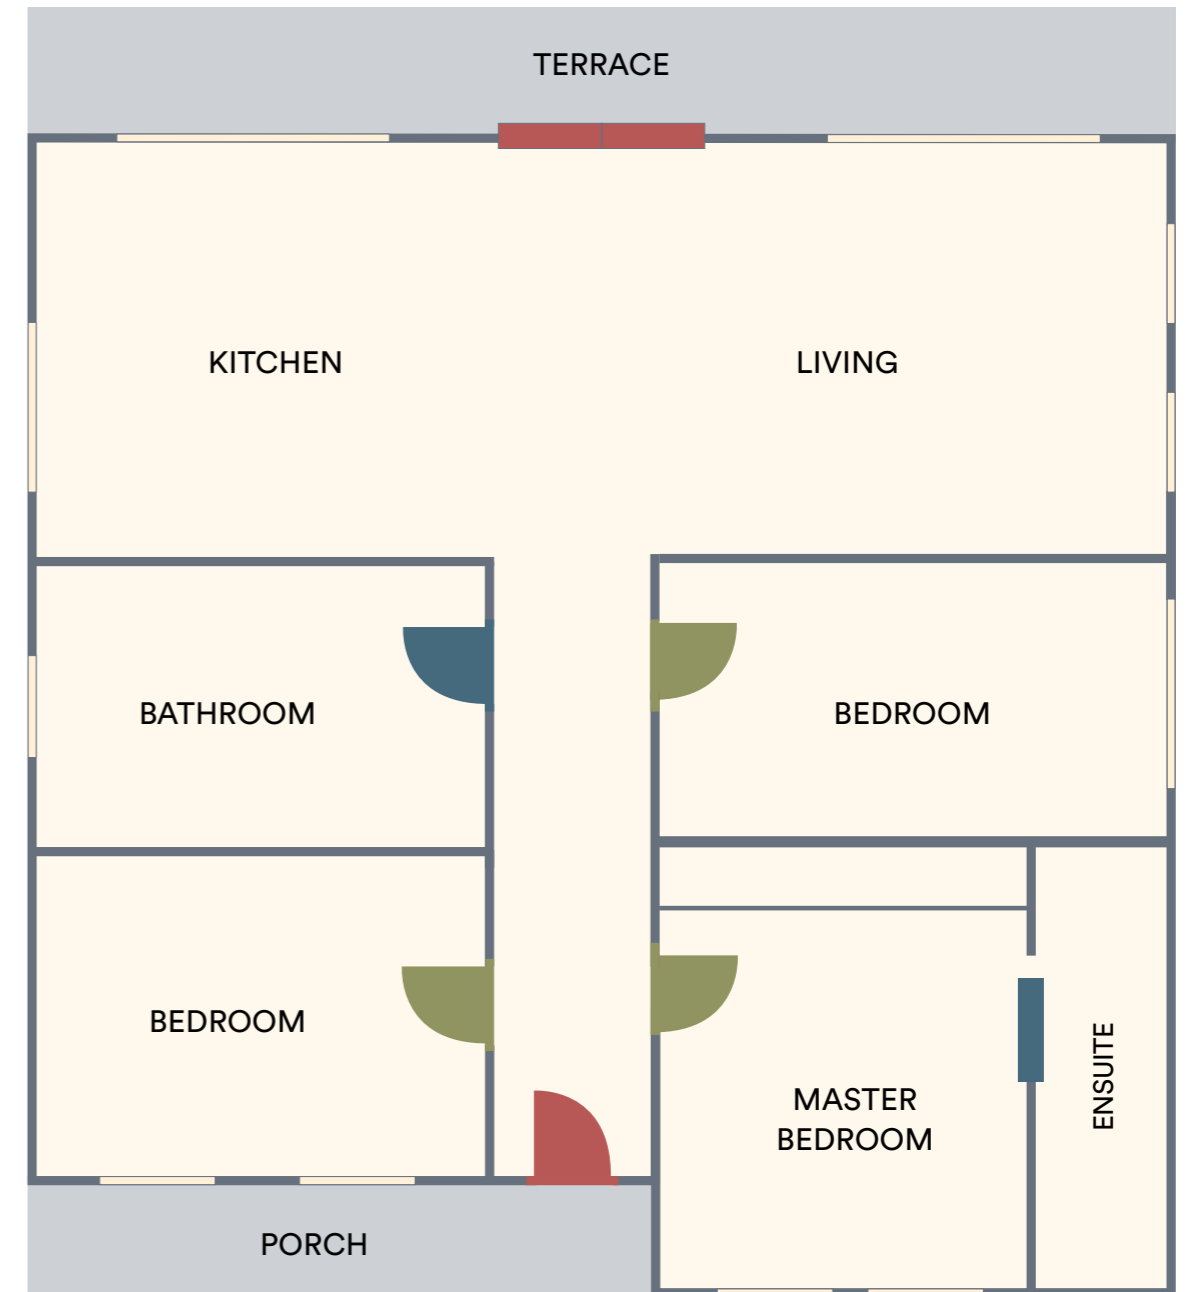 TERRACE
KITCHEN
LIVING
BATHROOM
BEDROOM
BEDROOM
MASTER
BEDROOM
ENSUITE
PORCH